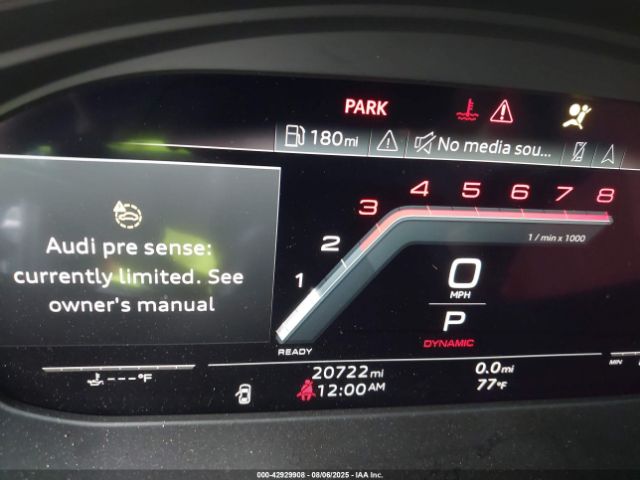 PARK
180mi
No media sou...
Audi pre sense:
currently limited. See
owner's manual
1 2 3 4 5 6 7 8
1 / min x 1000
0
MPH
P
DYNAMIC
READY
---°F
20722mi
0.0mi
12:00AM
77°F
MIN
000-42929908 - 08/06/2025 - IAA Inc.